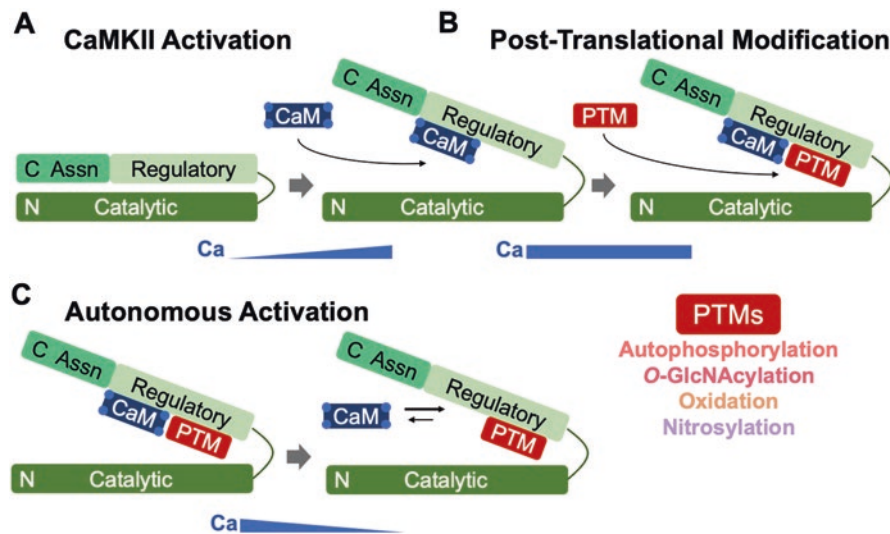 A
CaMKII Activation
C Assn
Regulatory
N
Catalytic
CaM
C Assn
Regulatory
CaM
Ca
B
Post-Translational Modification
PTM
C Assn
Regulatory
CaM
PTM
N
Catalytic
Ca
C
Autonomous Activation
C Assn
Regulatory
CaM
PTM
N
Catalytic
CaM
C Assn
Regulatory
PTM
N
Catalytic
Ca
PTMs
Autophosphorylation
O-GlcNAcylation
Oxidation
Nitrosylation